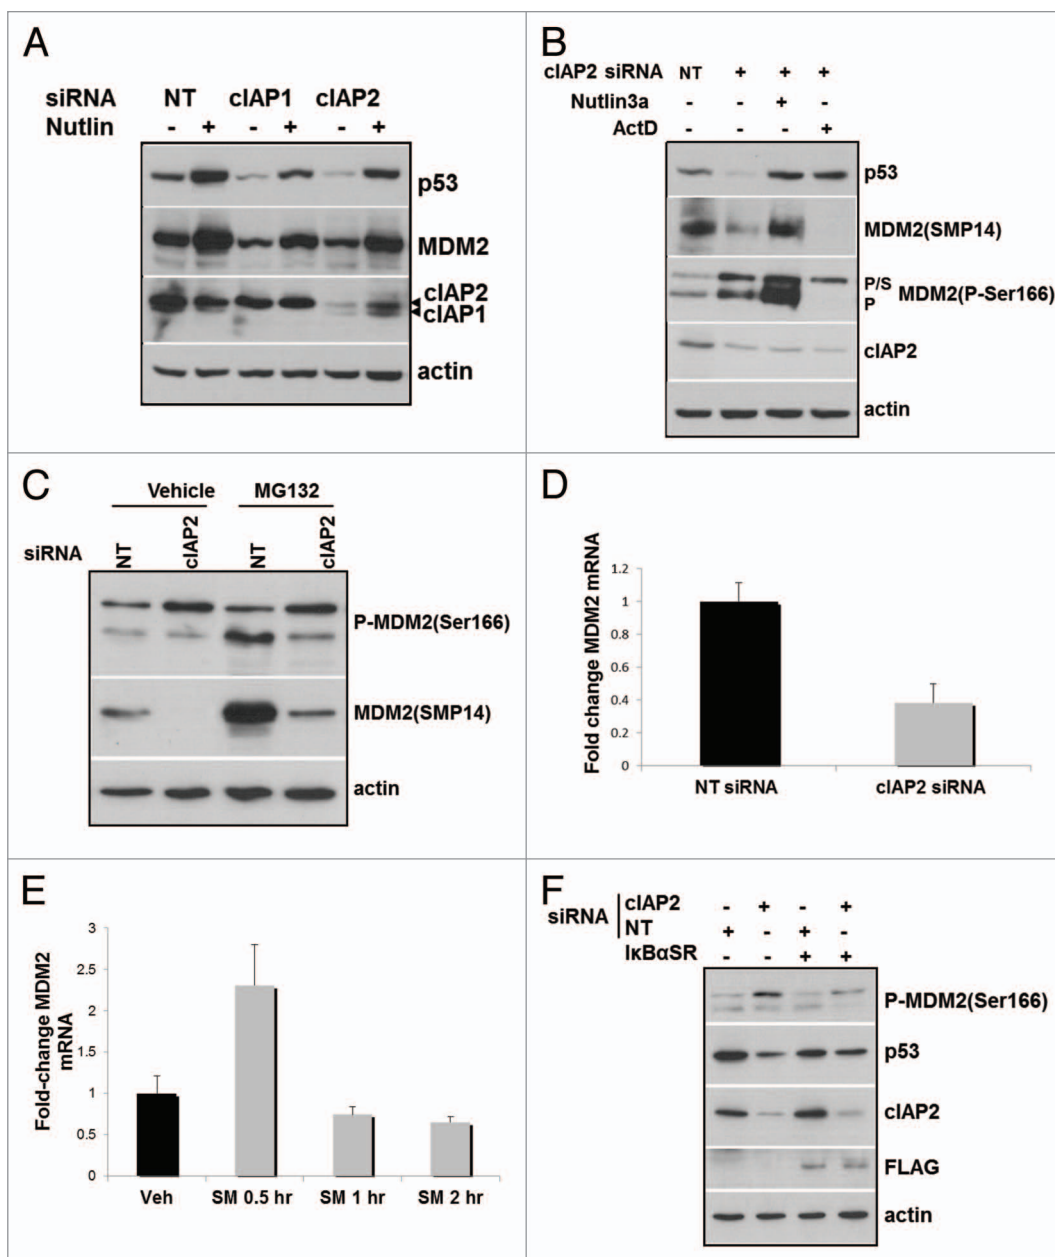 A
siRNA NT cIAP1 cIAP2
Nutlin - + - + - +
p53
MDM2
cIAP2
cIAP1
actin
B
cIAP2 siRNA NT + + +
Nutlin3a - - + -
ActD - - - +
p53
MDM2(SMP14)
P/S
P MDM2(P-Ser166)
cIAP2
actin
C
Vehicle MG132
siRNA NT cIAP2 NT cIAP2
P-MDM2(Ser166)
MDM2(SMP14)
actin
D
Fold change MDM2 mRNA
1.2
1
0.8
0.6
0.4
0.2
0
NT siRNA cIAP2 siRNA
E
Fold-change MDM2
mRNA
3
2.5
2
1.5
1
0.5
0
Veh SM 0.5 hr SM 1 hr SM 2 hr
F
siRNA cIAP2 - + - +
NT + - + -
IκBαSR - - + +
P-MDM2(Ser166)
p53
cIAP2
FLAG
actin